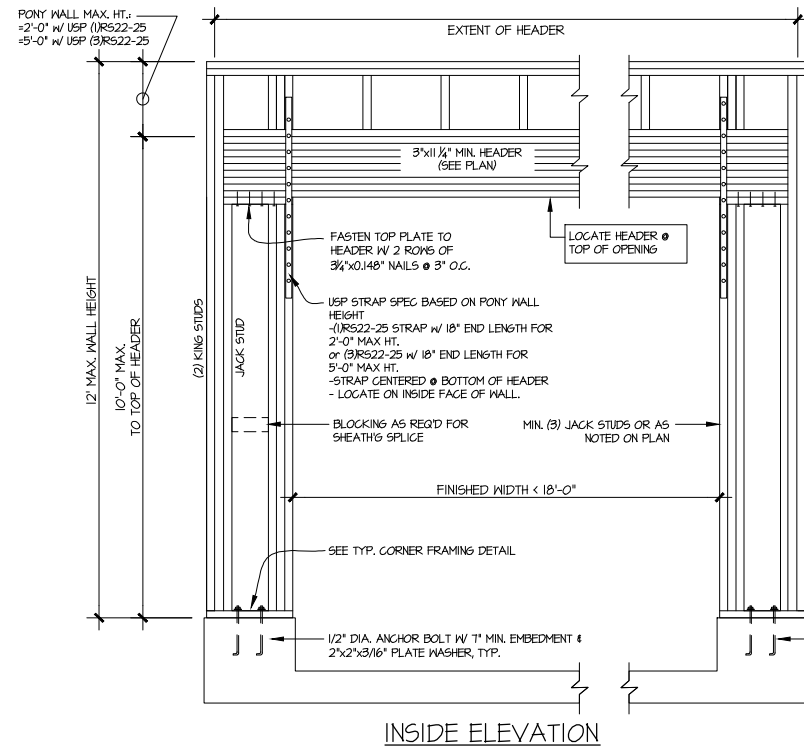 PONY WALL MAX. HT.:
=2'-0" W/ USP (1)RS22-25
=5'-0" W/ USP (3)RS22-25
EXTENT OF HEADER
3"x11 1/4" MIN. HEADER
(SEE PLAN)
FASTEN TOP PLATE TO
HEADER W/ 2 ROWS OF
3¼"x0.148" NAILS @ 3" O.C.
LOCATE HEADER @
TOP OF OPENING
USP STRAP SPEC BASED ON PONY WALL
HEIGHT
-(1)RS22-25 STRAP W/ 18" END LENGTH FOR
2'-0" MAX HT.
or (3)RS22-25 W/ 18" END LENGTH FOR
5'-0" MAX HT.
-STRAP CENTERED @ BOTTOM OF HEADER
- LOCATE ON INSIDE FACE OF WALL.
12' MAX. WALL HEIGHT
10'-0" MAX.
TO TOP OF HEADER
(2) KING STUDS
JACK STUD
BLOCKING AS REQ'D FOR
SHEATH'G SPLICE
MIN. (3) JACK STUDS OR AS
NOTED ON PLAN
FINISHED WIDTH < 18'-0"
SEE TYP. CORNER FRAMING DETAIL
1/2" DIA. ANCHOR BOLT W/ 7" MIN. EMBEDMENT &
2"x2"x3/16" PLATE WASHER, TYP.
INSIDE ELEVATION